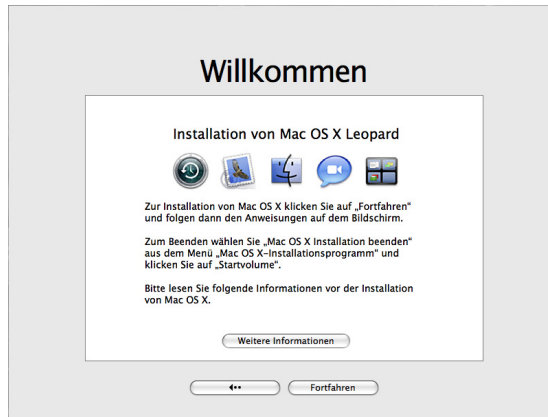 Willkommen
Installation von Mac OS X Leopard
Zur Installation von Mac OS X klicken Sie auf „Fortfahren“
und folgen dann den Anweisungen auf dem Bildschirm.
Zum Beenden wählen Sie „Mac OS X Installation beenden“
aus dem Menü „Mac OS X-Installationsprogramm“ und
klicken Sie auf „Startvolume“.
Bitte lesen Sie folgende Informationen vor der Installation
von Mac OS X.
Weitere Informationen
Fortfahren